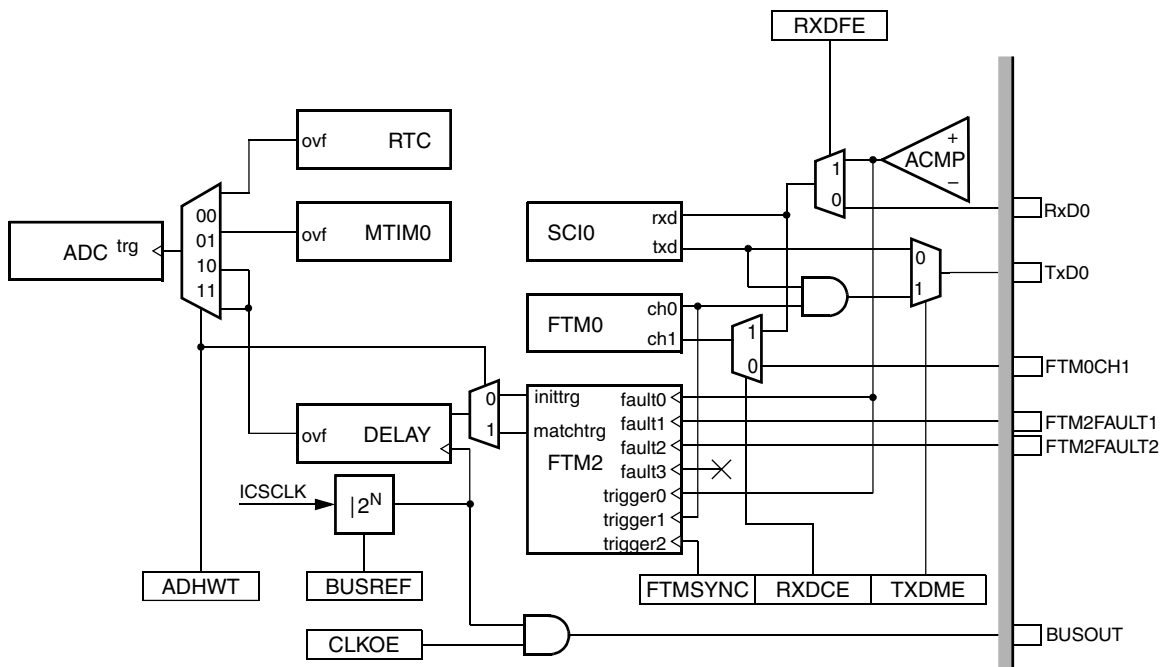 RXDFE
ovf RTC
+
ACMP
−
1
0
00
01
10
11
ADC trg
ovf MTIM0
SCI0
rxd
txd
RxD0
0
1
TxD0
FTM0
ch0
ch1
1
0
FTM0CH1
ovf DELAY
0
1
inittrg
matchtrg
FTM2
fault0
fault1
fault2
fault3
trigger0
trigger1
trigger2
FTM2FAULT1
FTM2FAULT2
ICSCLK
|2^N
ADHWT
BUSREF
FTMSYNC
RXDCE
TXDME
CLKOE
BUSOUT